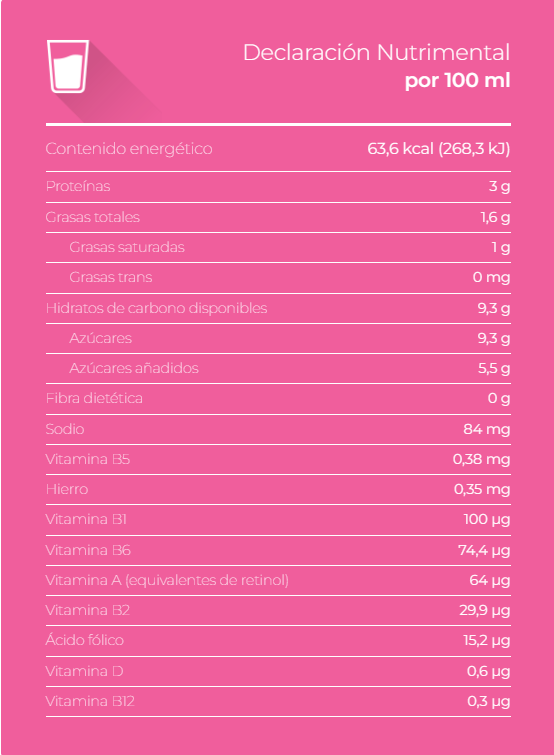 Declaración Nutrimental
por 100 ml
Contenido energético 63,6 kcal (268,3 kJ)
Proteínas 3 g
Grasas totales 1,6 g
Grasas saturadas 1 g
Grasas trans 0 mg
Hidratos de carbono disponibles 9,3 g
Azúcares 9,3 g
Azúcares añadidos 5,5 g
Fibra dietética 0 g
Sodio 84 mg
Vitamina B5 0,38 mg
Hierro 0,35 mg
Vitamina B1 100 µg
Vitamina B6 74,4 µg
Vitamina A (equivalentes de retinol) 64 µg
Vitamina B2 29,9 µg
Ácido fólico 15,2 µg
Vitamina D 0,6 µg
Vitamina B12 0,3 µg